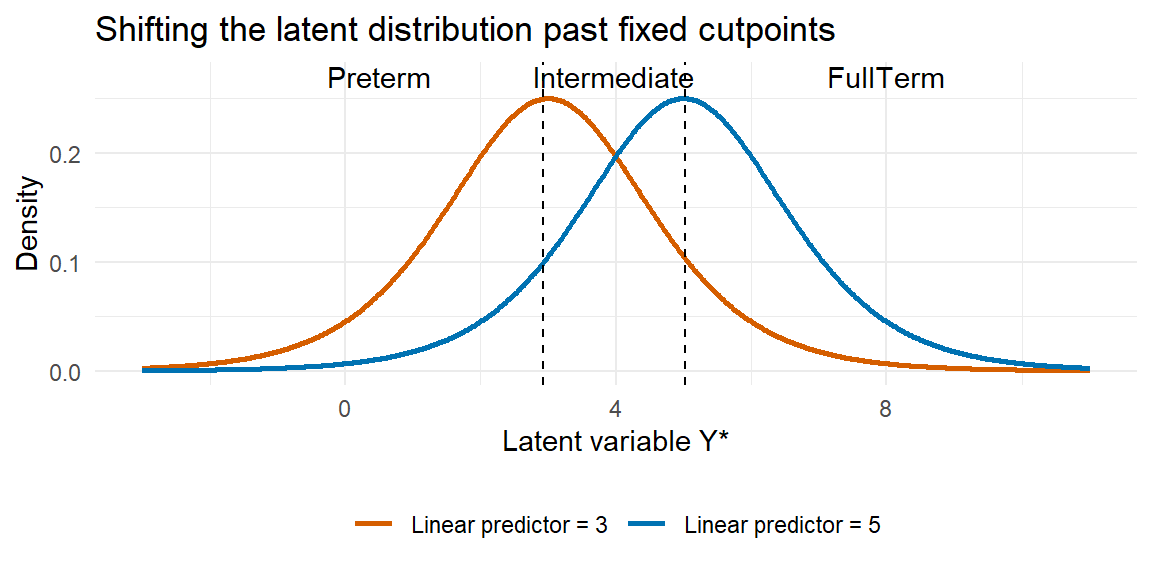 Shifting the latent distribution past fixed cutpoints
Preterm Intermediate FullTerm
Density
0.2
0.1
0.0
0 4 8
Latent variable Y*
Linear predictor = 3 Linear predictor = 5